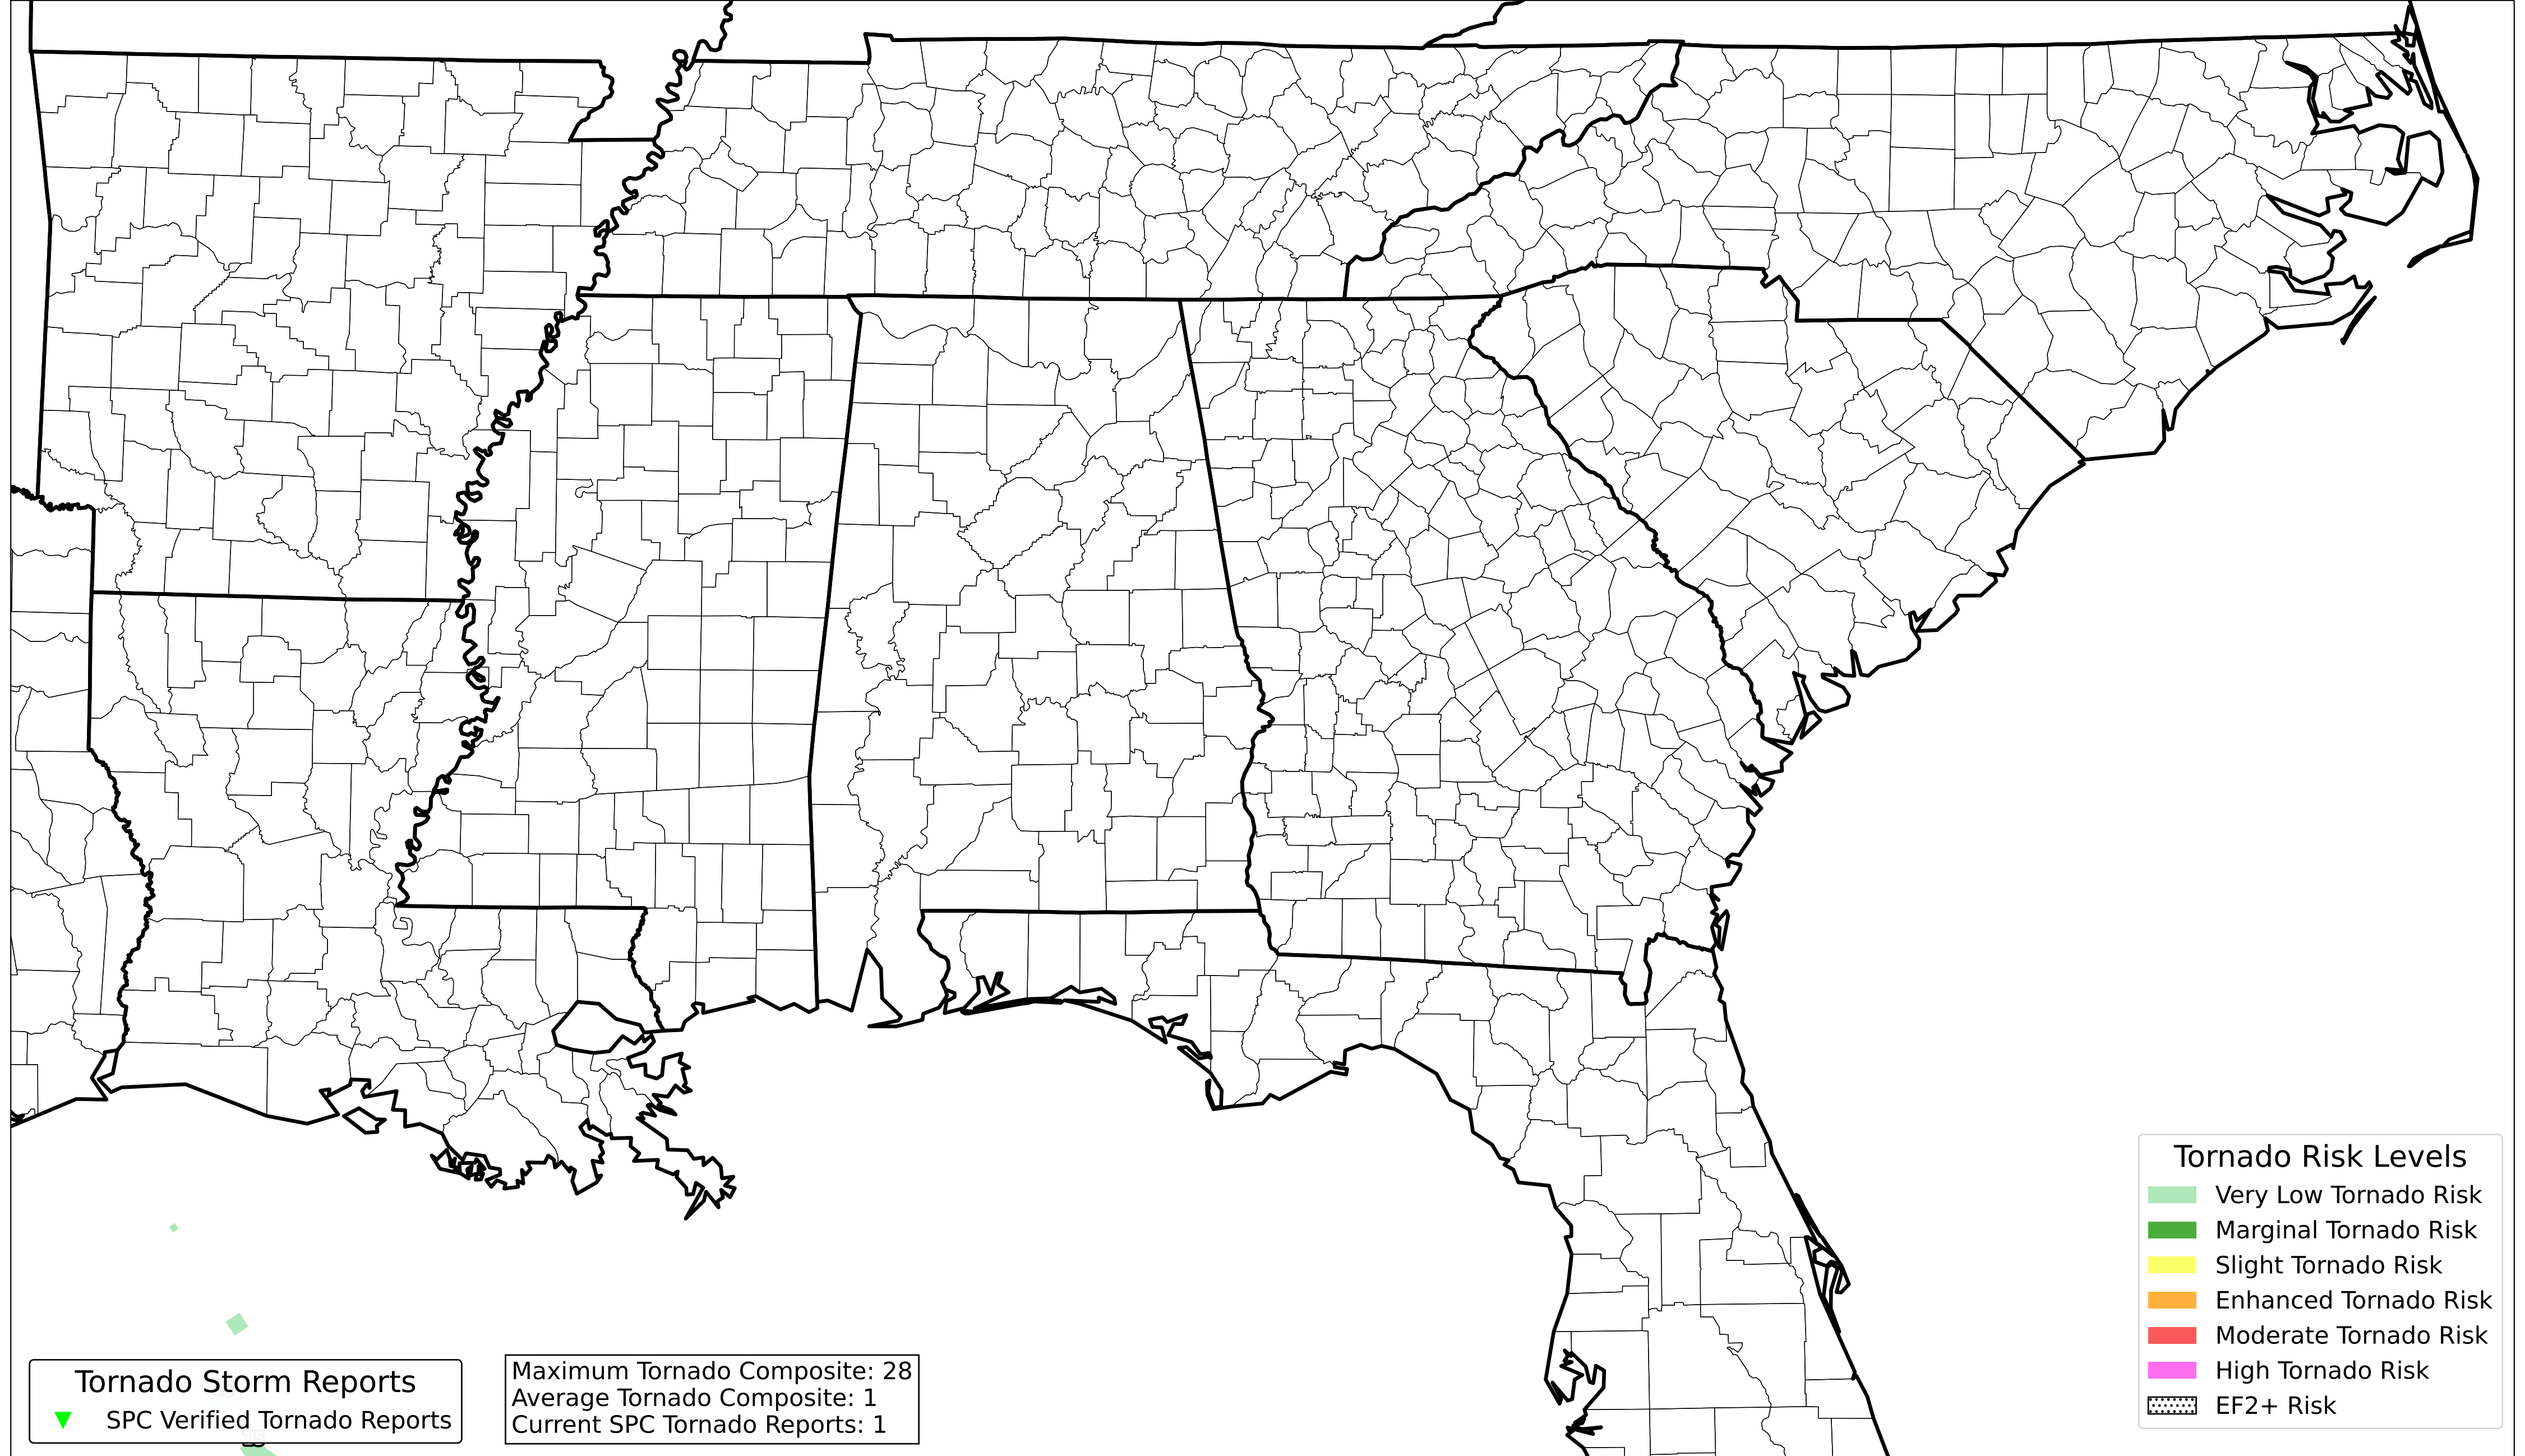 Tornado Risk Levels
Very Low Tornado Risk
Marginal Tornado Risk
Slight Tornado Risk
Enhanced Tornado Risk
Moderate Tornado Risk
High Tornado Risk
EF2+ Risk
Tornado Storm Reports
SPC Verified Tornado Reports
Maximum Tornado Composite: 28
Average Tornado Composite: 1
Current SPC Tornado Reports: 1